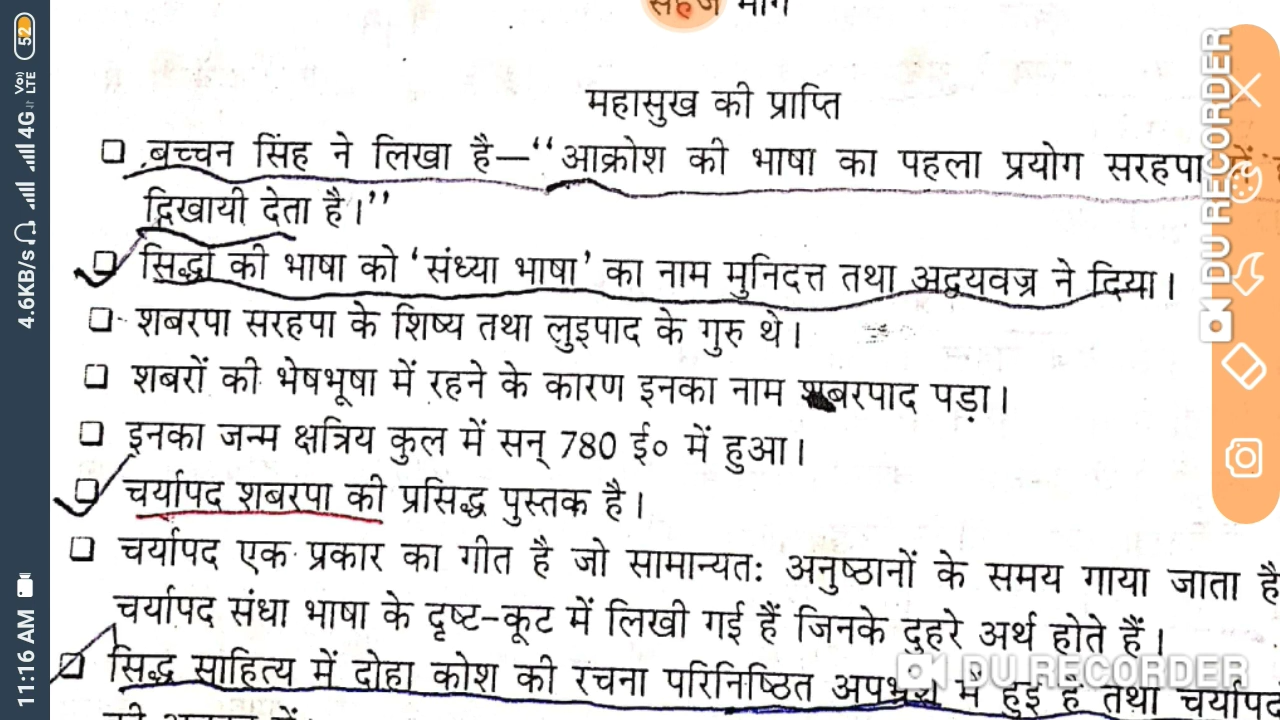 सहज मार्ग
महासुख की प्राप्ति
बच्चन सिंह ने लिखा है—‘‘आक्रोश की भाषा का पहला प्रयोग सरहपा
दिखायी देता है।’’
सिद्धों की भाषा को ‘संध्या भाषा’ का नाम मुनिदत्त तथा अद्वयवज्र ने दिया।
शबरपा सरहपा के शिष्य तथा लुइपाद के गुरु थे।
शबरों की भेषभूषा में रहने के कारण इनका नाम शबरपाद पड़ा।
इनका जन्म क्षत्रिय कुल में सन् 780 ई० में हुआ।
चर्यापद शबरपा की प्रसिद्ध पुस्तक है।
चर्यापद एक प्रकार का गीत है जो सामान्यतः अनुष्ठानों के समय गाया जाता है
चर्यापद संधा भाषा के दृष्ट-कूट में लिखी गई हैं जिनके दुहरे अर्थ होते हैं।
सिद्ध साहित्य में दोहा कोश की रचना परिनिष्ठित अपभ्रंश में हुई है तथा चर्यापद
DU RECORDER
DU RECORDER
52
Vo)) LTE
4G
4.6KB/s
11:16 AM